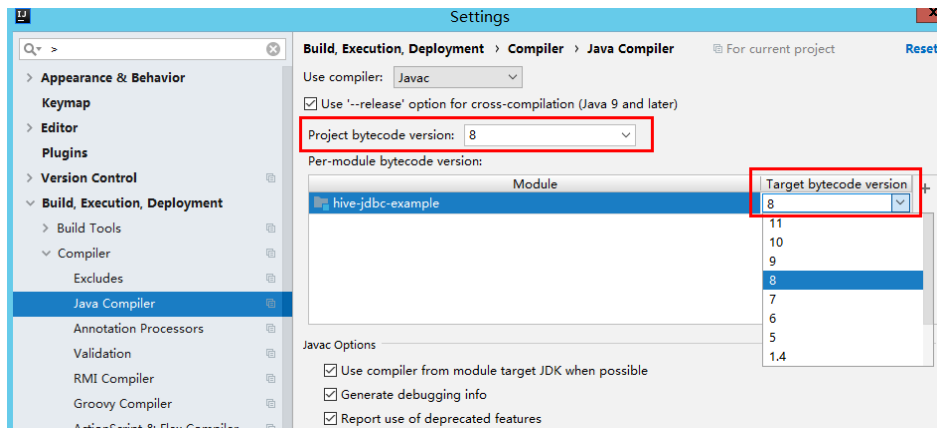 Settings
>
Build, Execution, Deployment › Compiler › Java Compiler For current project Reset
Appearance & Behavior
Keymap
Editor
Plugins
Version Control
Build, Execution, Deployment
Build Tools
Compiler
Excludes
Java Compiler
Annotation Processors
Validation
RMI Compiler
Groovy Compiler
ActionScript & Flex Compiler
Use compiler: Javac
Use '--release' option for cross-compilation (Java 9 and later)
Project bytecode version: 8
Per-module bytecode version:
Module Target bytecode version
hive-jdbc-example 8
11
10
9
8
7
6
5
1.4
Javac Options
Use compiler from module target JDK when possible
Generate debugging info
Report use of deprecated features